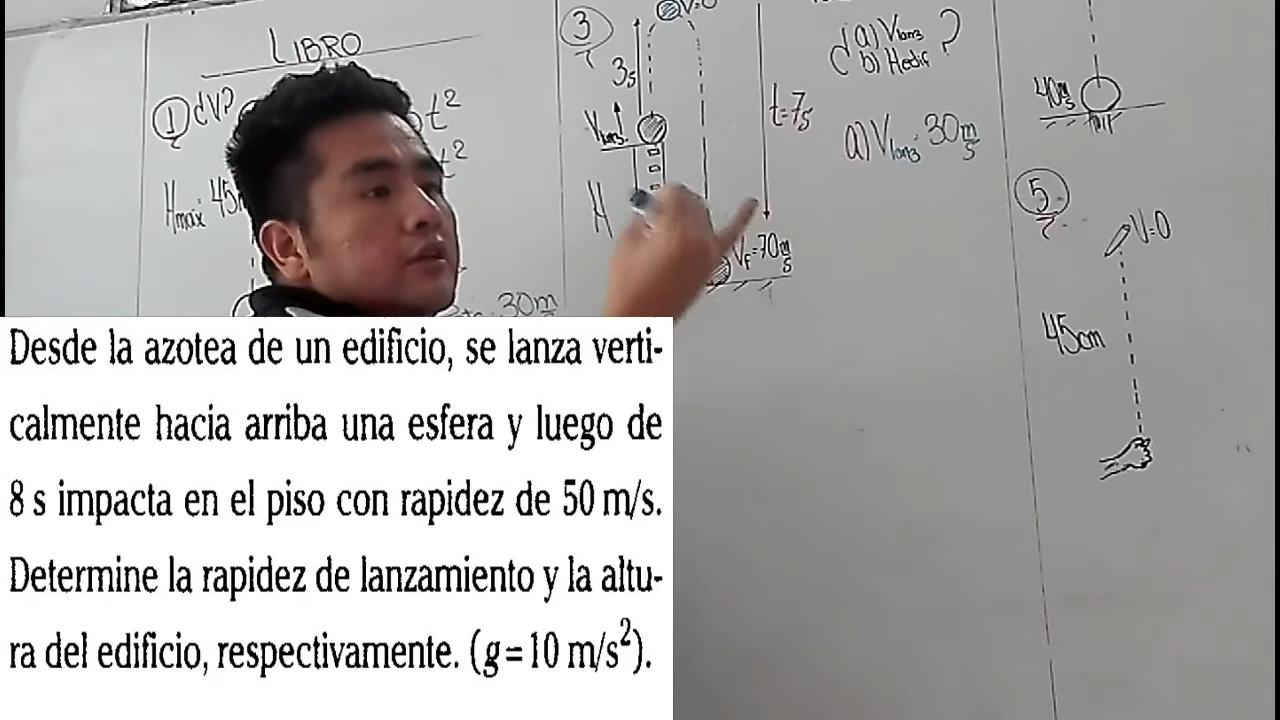 LIBRO
① ¿V?
t²
t²
Hmáx = 45
30 m/s
③
V=0
3s
Vlanz.
H
t=7s
VF=70 m/s
¿a) Vlanz
b) Hedif ?
a) Vlanz = 30 m/s
40 m/s
⑤
V=0
45cm
Desde la azotea de un edificio, se lanza verti-
calmente hacia arriba una esfera y luego de
8 s impacta en el piso con rapidez de 50 m/s.
Determine la rapidez de lanzamiento y la altu-
ra del edificio, respectivamente. (g=10 m/s²).